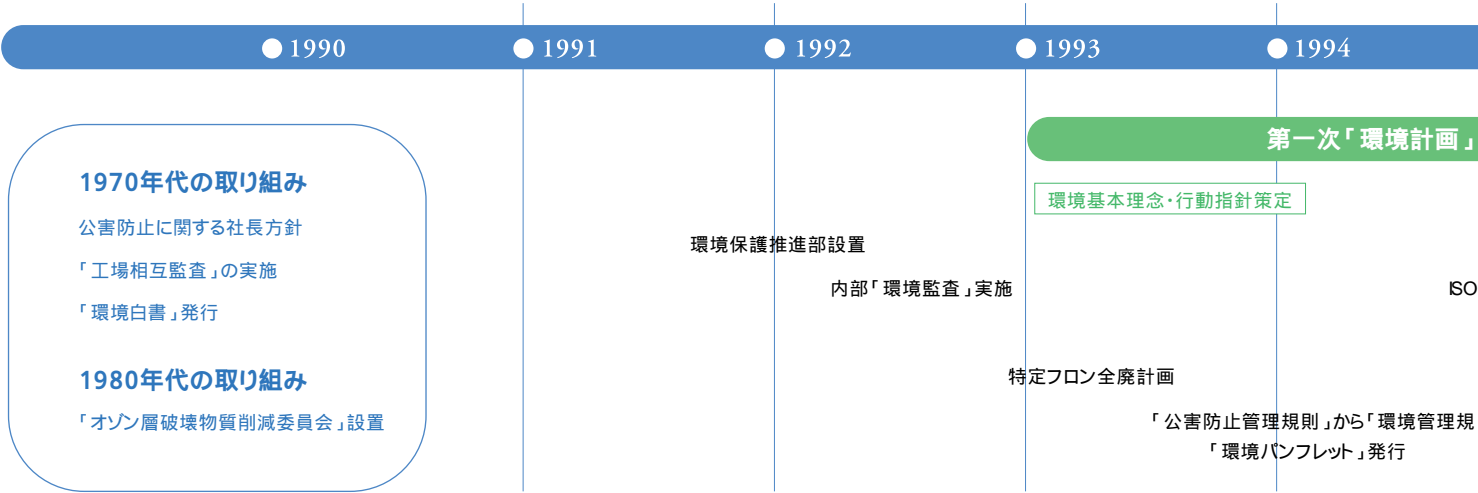 1990 1991 1992 1993 1994
第一次「環境計画」
1970年代の取り組み
公害防止に関する社長方針
「工場相互監査」の実施
「環境白書」発行
1980年代の取り組み
「オゾン層破壊物質削減委員会」設置
環境基本理念・行動指針策定
環境保護推進部設置
内部「環境監査」実施
ISO
特定フロン全廃計画
「公害防止管理規則」から「環境管理規
「環境パンフレット」発行